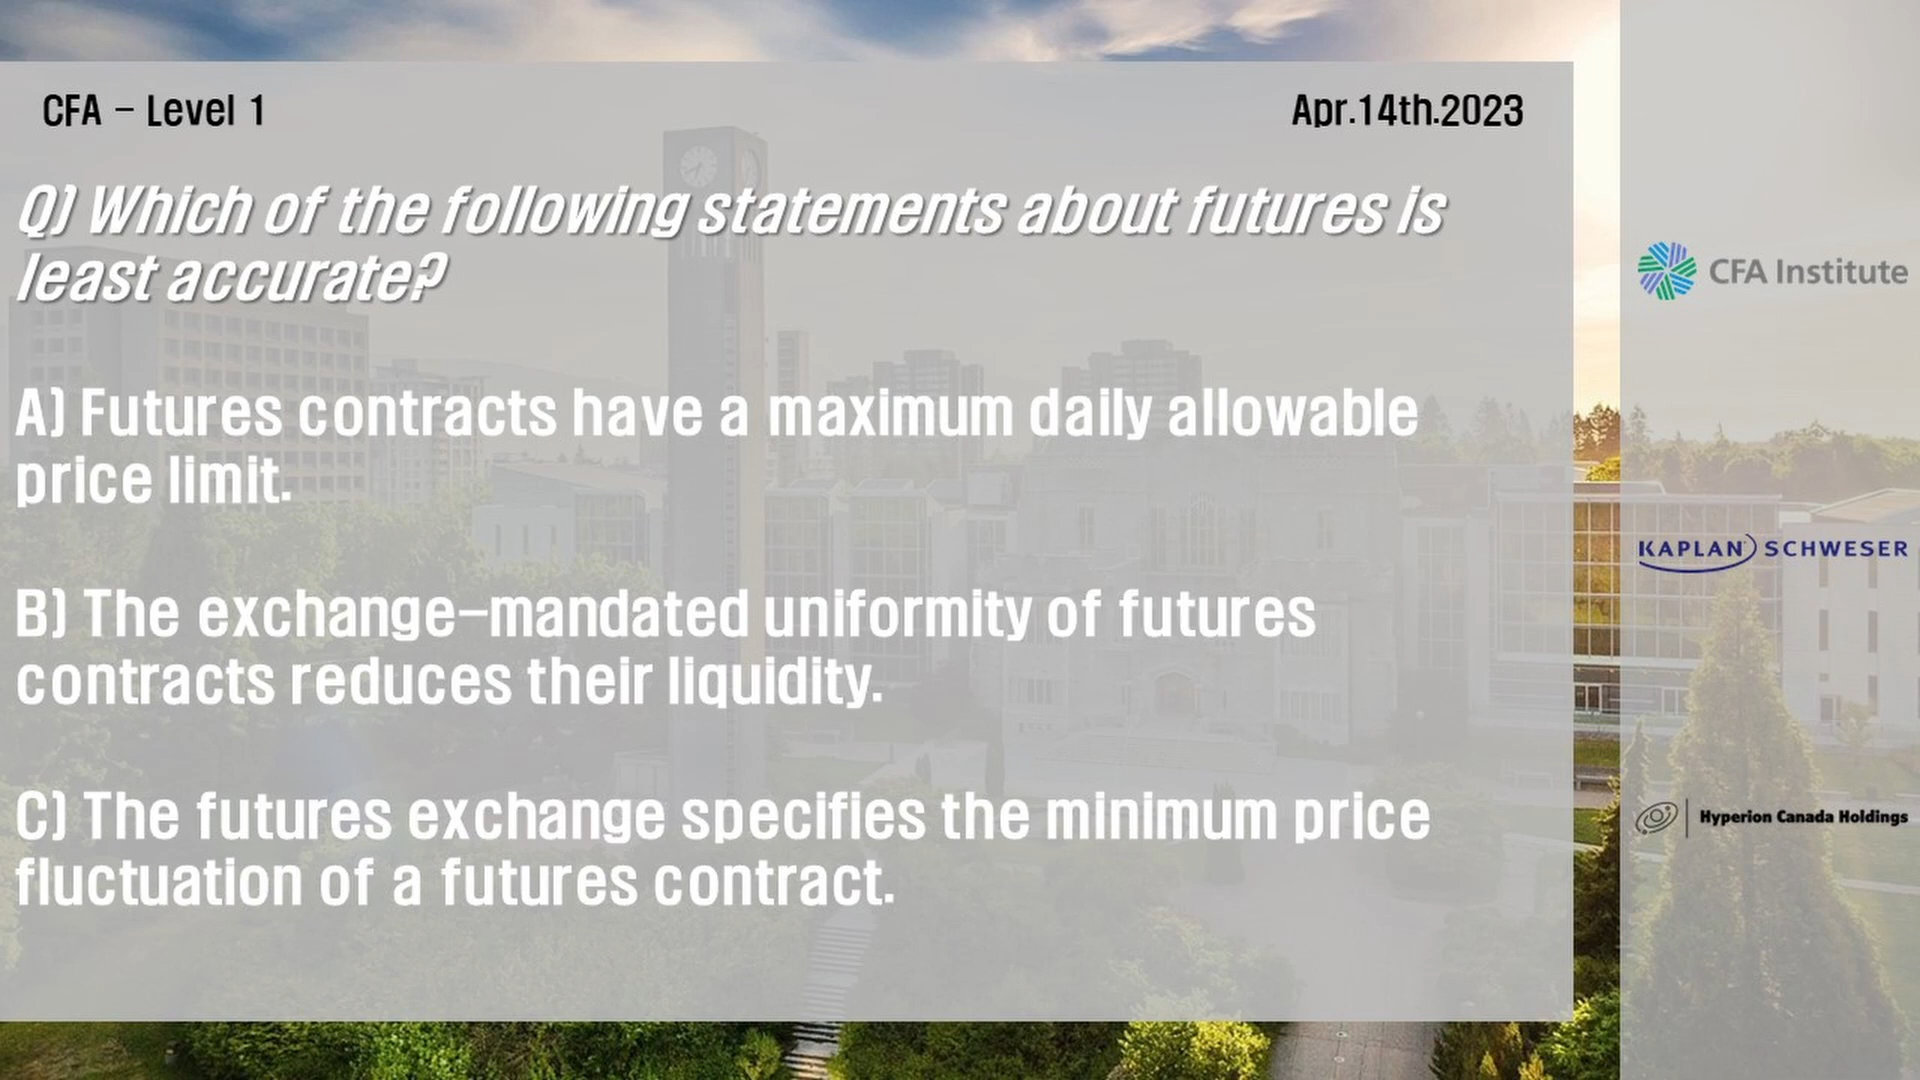 CFA - Level 1
Apr.14th.2023
Q) Which of the following statements about futures is
least accurate?
A) Futures contracts have a maximum daily allowable
price limit.
B) The exchange-mandated uniformity of futures
contracts reduces their liquidity.
C) The futures exchange specifies the minimum price
fluctuation of a futures contract.
CFA Institute
KAPLAN SCHWESER
Hyperion Canada Holdings